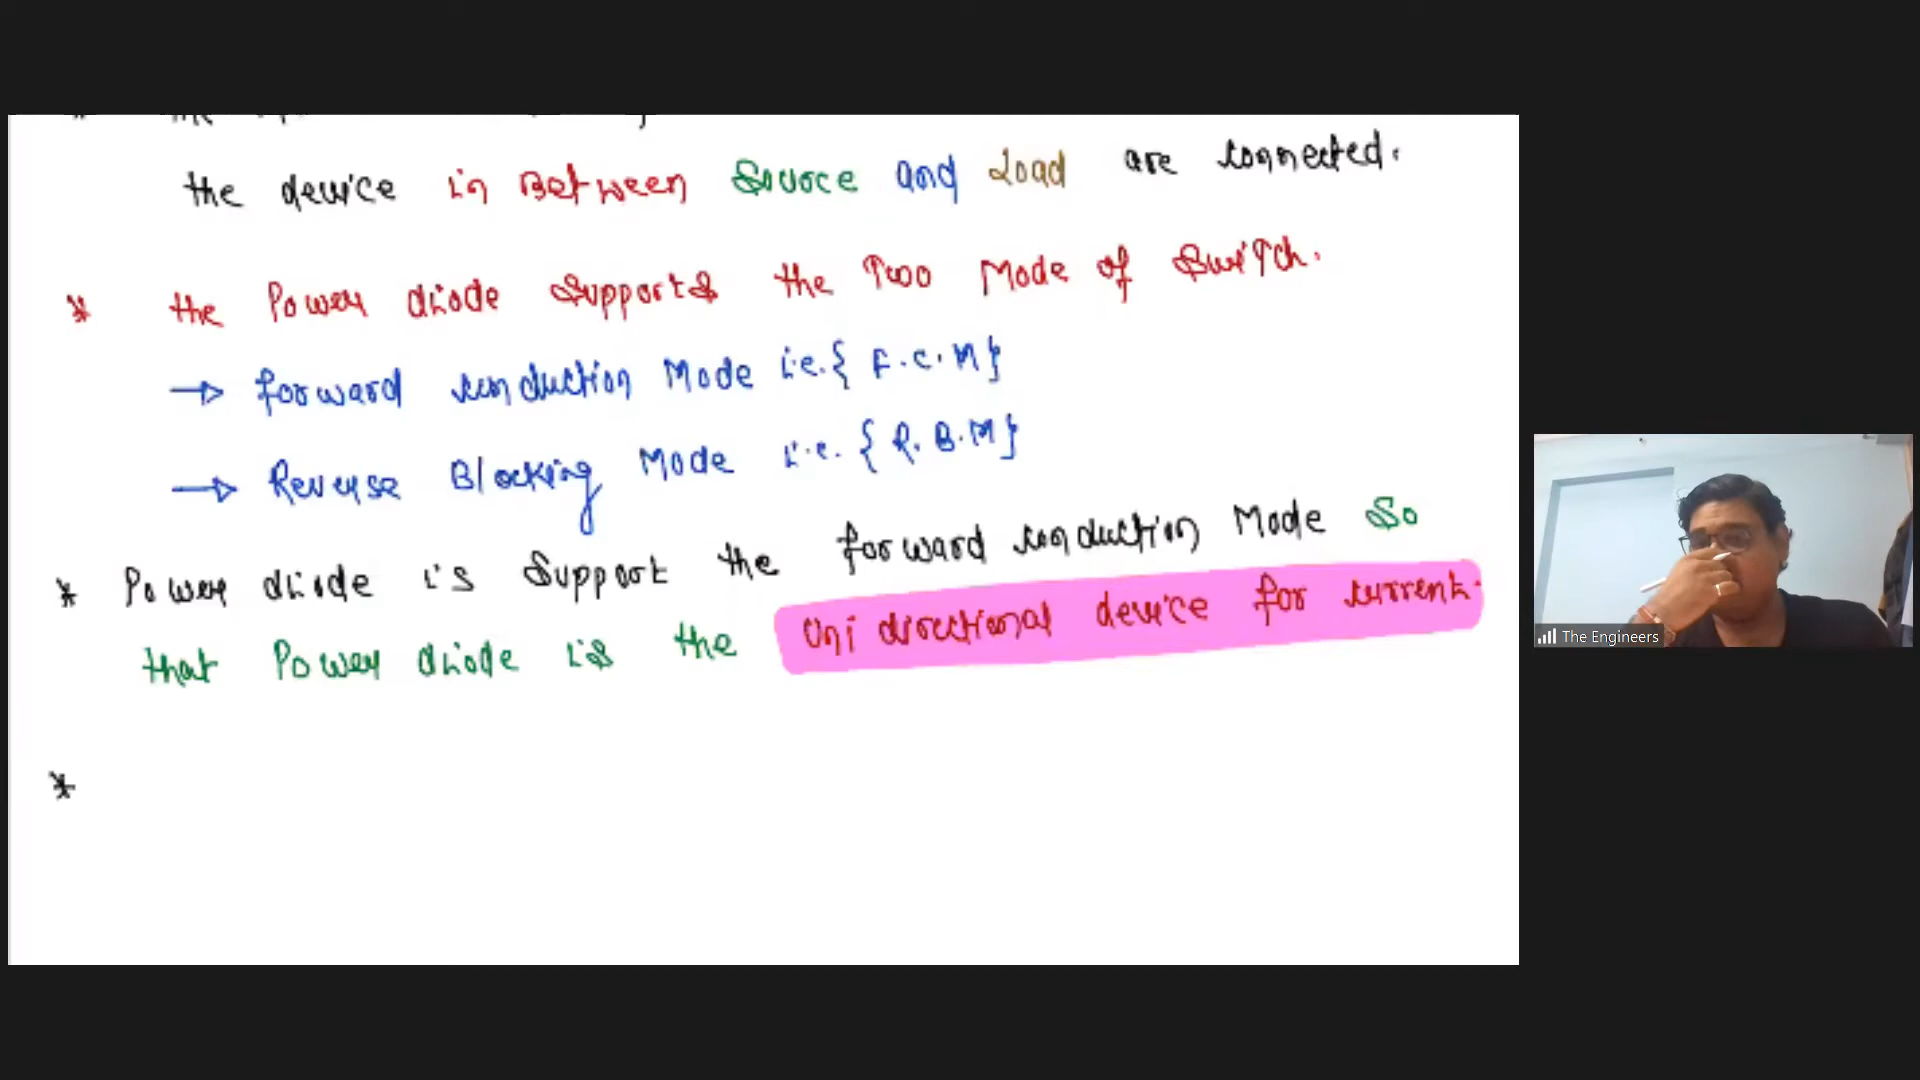 the device in Between Source and Load are connected.
* the Power diode supports the Two Mode of Switch.
→ forward conduction Mode i.e. { F.C.M }
→ Reverse Blocking Mode i.e. { R.B.M }
* Power diode is Support the forward conduction Mode So
that Power diode is the Uni directional device for current.
*
The Engineers